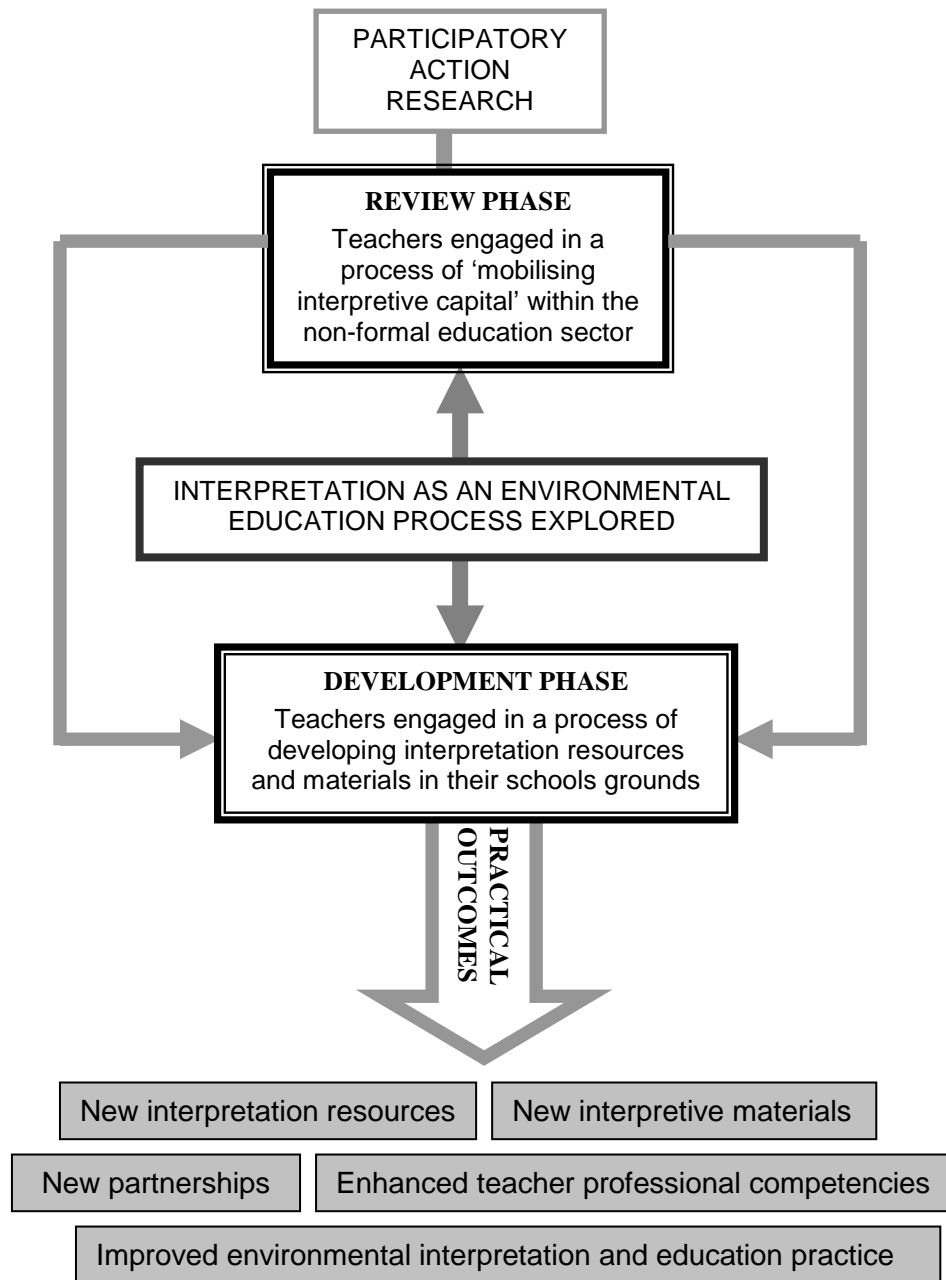 PARTICIPATORY
ACTION
RESEARCH
REVIEW PHASE
Teachers engaged in a
process of ‘mobilising
interpretive capital’ within the
non-formal education sector
INTERPRETATION AS AN ENVIRONMENTAL
EDUCATION PROCESS EXPLORED
DEVELOPMENT PHASE
Teachers engaged in a process of
developing interpretation resources
and materials in their schools grounds
PRACTICAL
OUTCOMES
New interpretation resources
New interpretive materials
New partnerships
Enhanced teacher professional competencies
Improved environmental interpretation and education practice